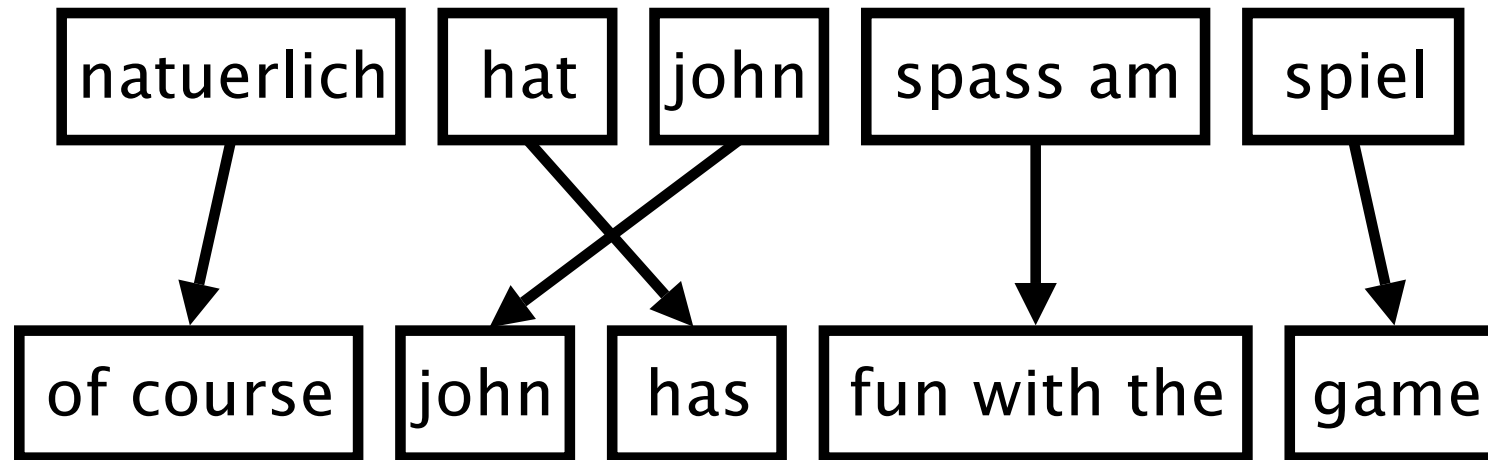 natuerlich hat john spass am spiel
of course john has fun with the game